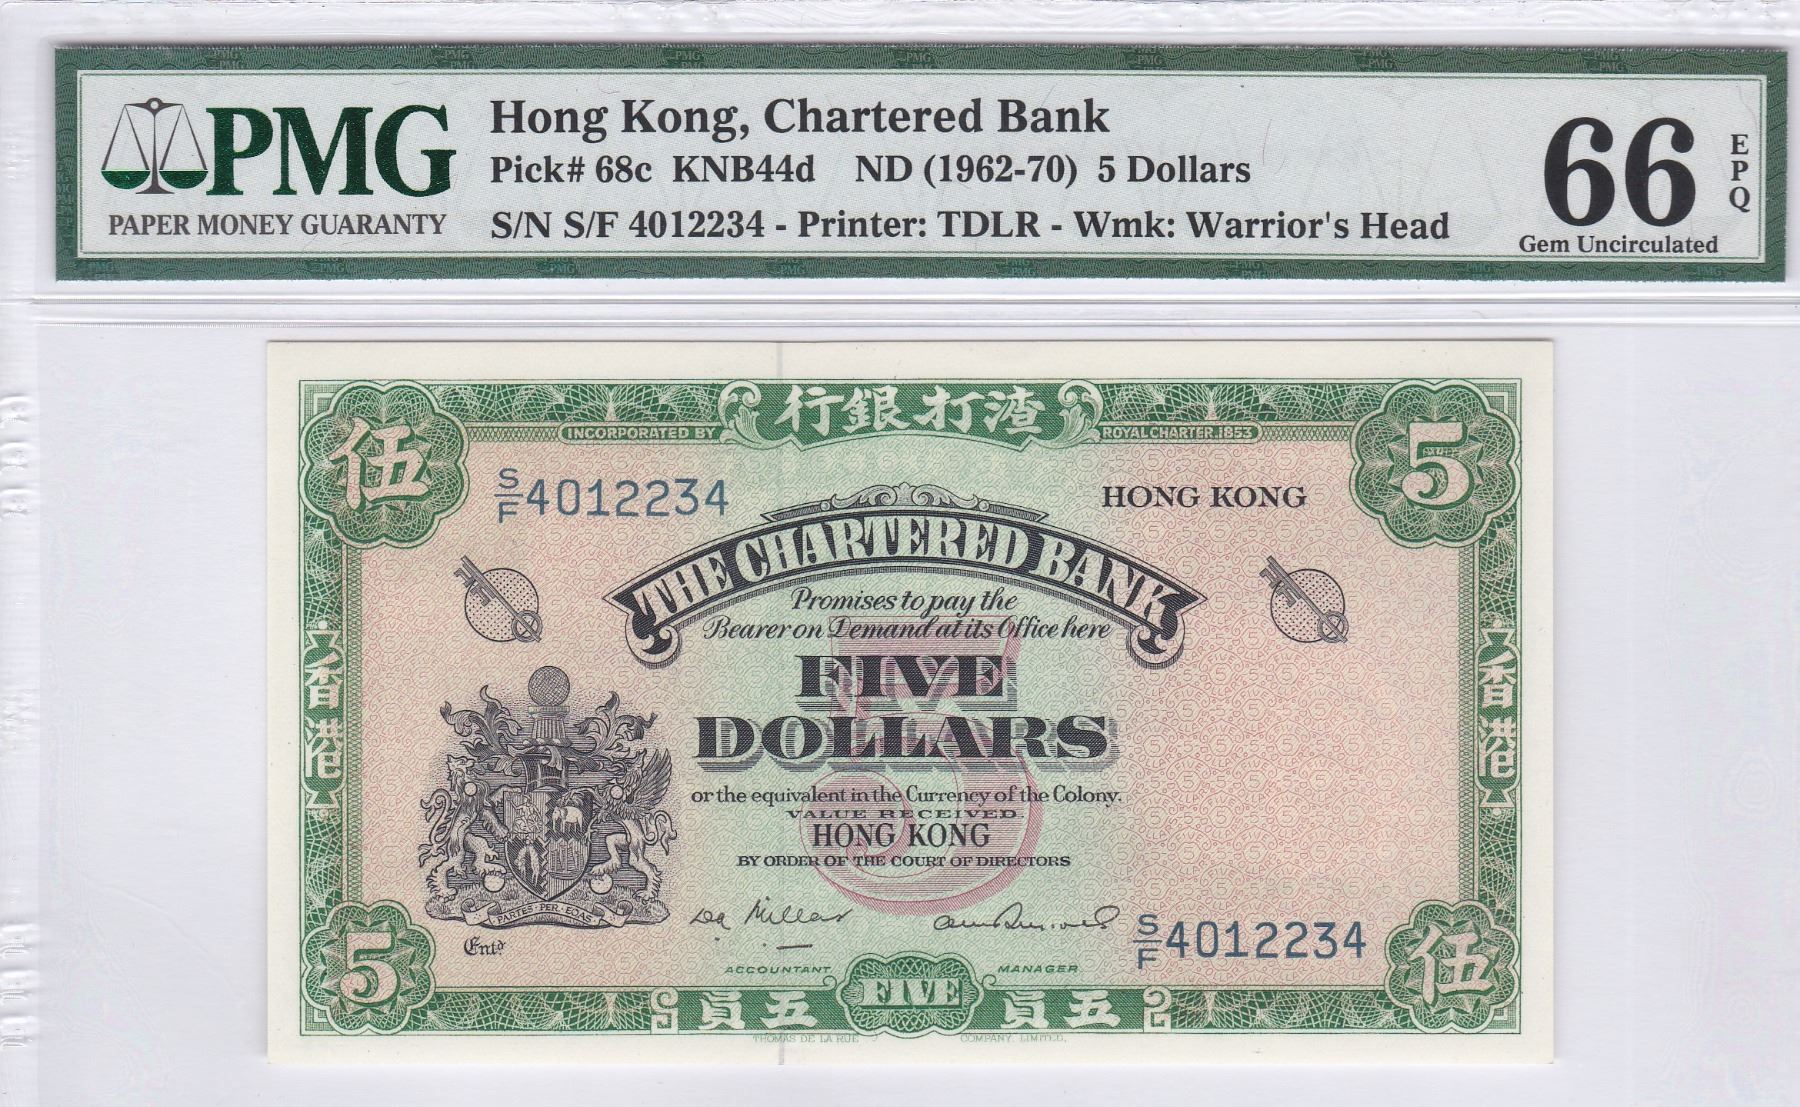 PMG
PAPER MONEY GUARANTY
Hong Kong, Chartered Bank
Pick# 68c KNB44d ND (1962-70) 5 Dollars
S/N S/F 4012234 - Printer: TDLR - Wmk: Warrior's Head
66
EPQ
Gem Uncirculated
行銀打渣
INCORPORATED BY ROYAL CHARTER. 1853
伍
5
S/F 4012234
HONG KONG
THE CHARTERED BANK
Promises to pay the
Bearer on Demand at its Office here
FIVE
DOLLARS
香港
香港
or the equivalent in the Currency of the Colony.
VALUE RECEIVED
HONG KONG
BY ORDER OF THE COURT OF DIRECTORS
PARTES·PER·EOAS
Entd
S/F 4012234
ACCOUNTANT
MANAGER
5
員五
FIVE
員五
伍
THOMAS DE LA RUE COMPANY, LIMITED.